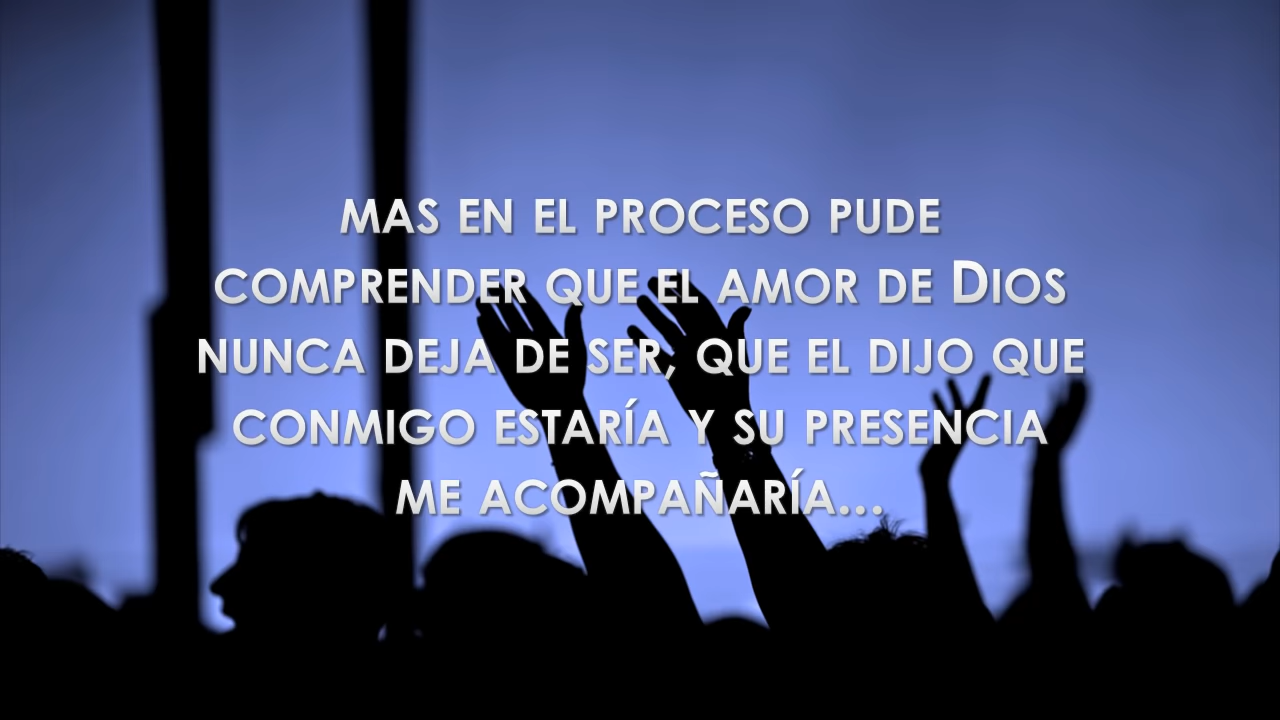 MAS EN EL PROCESO PUDE
COMPRENDER QUE EL AMOR DE DIOS
NUNCA DEJA DE SER, QUE EL DIJO QUE
CONMIGO ESTARÍA Y SU PRESENCIA
ME ACOMPAÑARÍA...